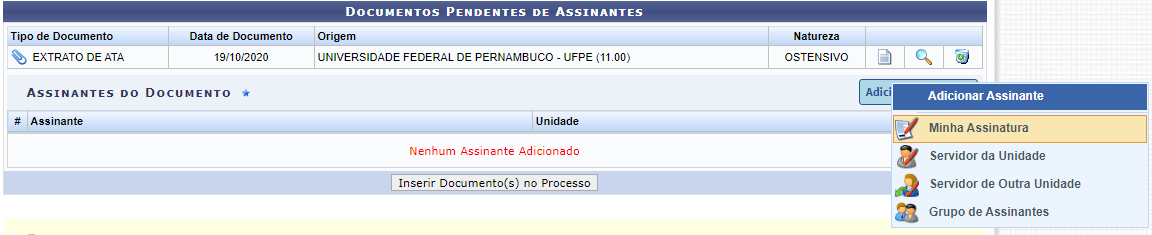 Documentos Pendentes de Assinantes
Tipo de Documento Data de Documento Origem Natureza
EXTRATO DE ATA 19/10/2020 UNIVERSIDADE FEDERAL DE PERNAMBUCO - UFPE (11.00) OSTENSIVO
Assinantes do Documento
Adicionar Assinante
# Assinante Unidade
Minha Assinatura
Nenhum Assinante Adicionado
Servidor da Unidade
Inserir Documento(s) no Processo
Servidor de Outra Unidade
Grupo de Assinantes